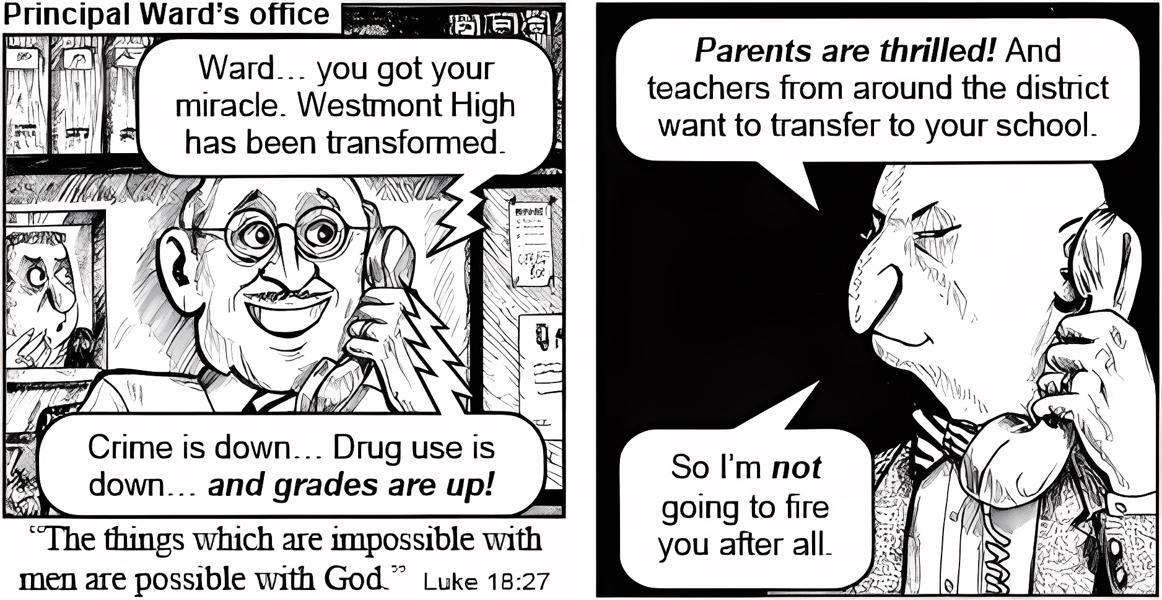 Principal Ward's office
Ward... you got your
miracle. Westmont High
has been transformed.
Crime is down... Drug use is
down... and grades are up!
"The things which are impossible with
men are possible with God." Luke 18:27
Parents are thrilled! And
teachers from around the district
want to transfer to your school.
So I'm not
going to fire
you after all.